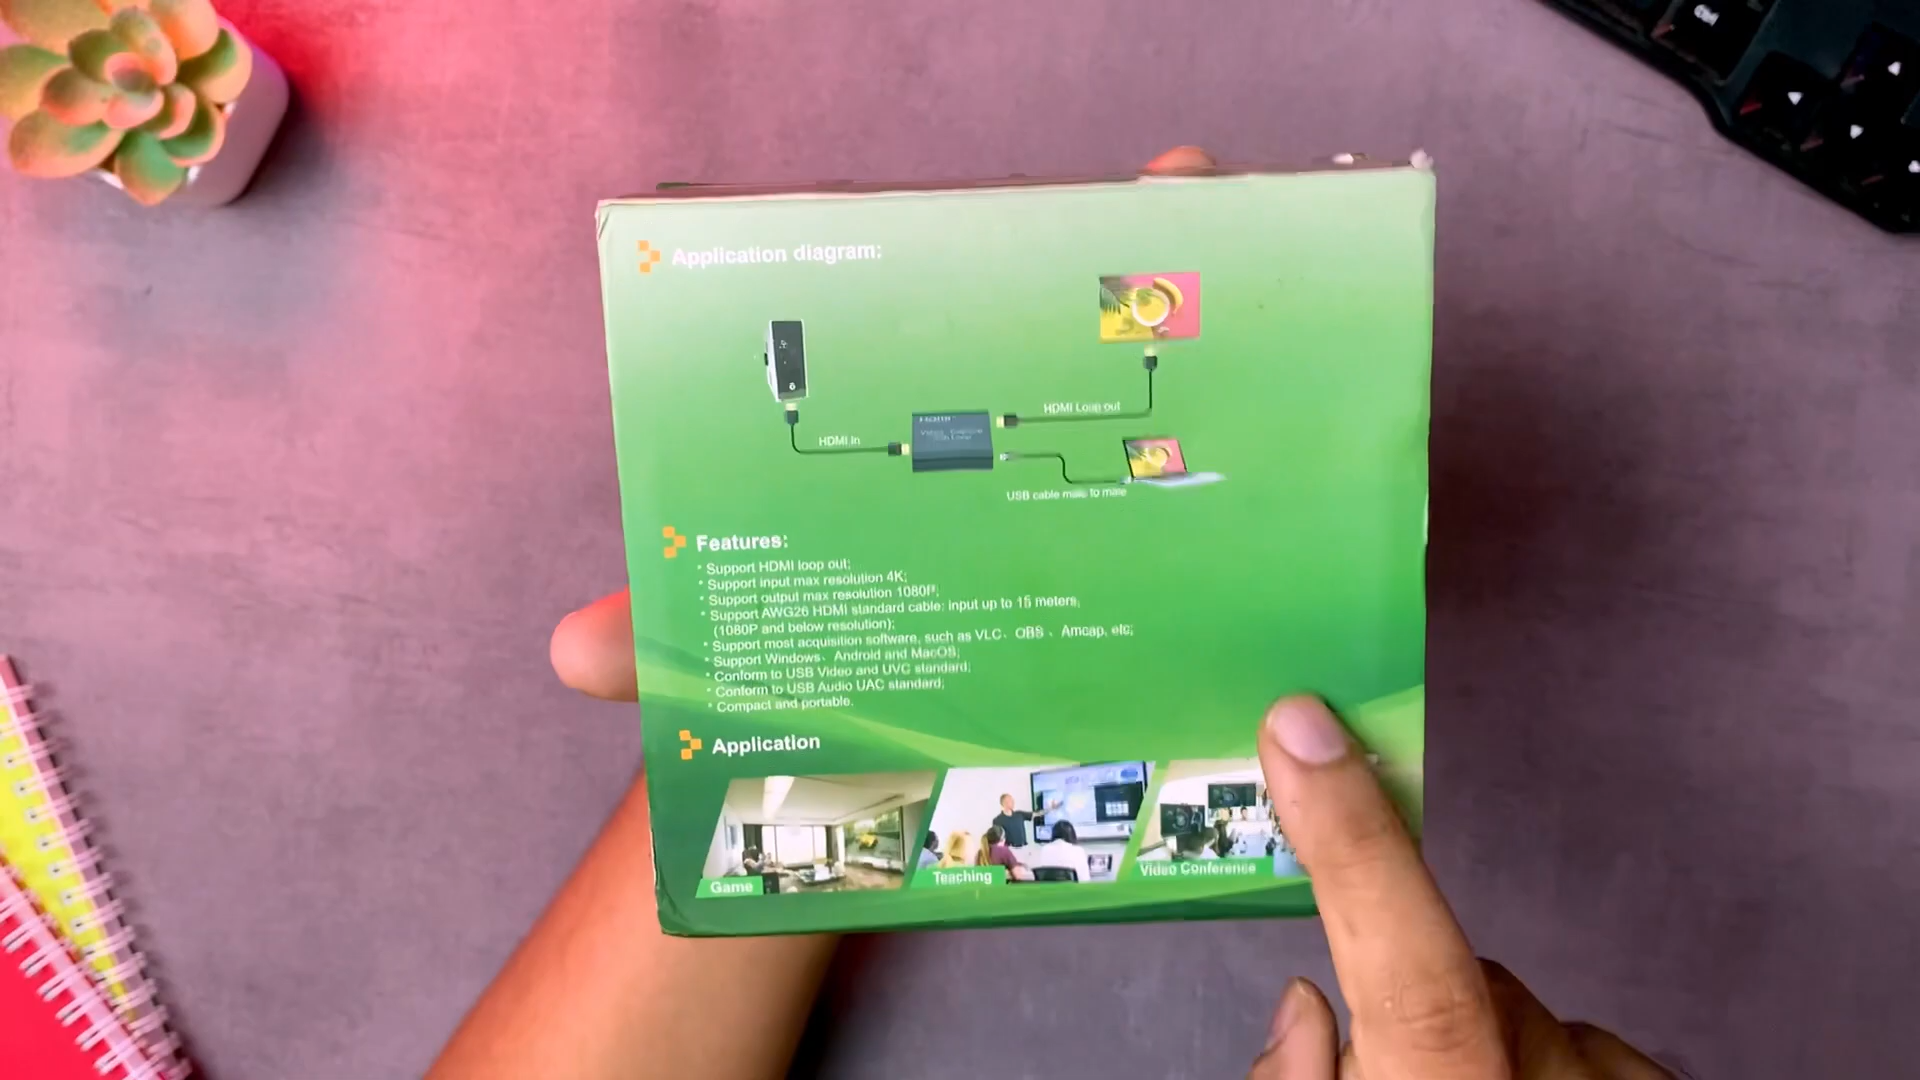 Ctrl
Application diagram:
HDMI Loop out
HDMI In
USB cable male to male
Features:
* Support HDMI loop out;
* Support input max resolution 4K;
* Support output max resolution 1080P;
* Support AWG26 HDMI standard cable: input up to 15 meters,
(1080P and below resolution);
* Support most acquisition software, such as VLC、OBS、Amcap, etc;
* Support Windows、Android and MacOS;
* Conform to USB Video and UVC standard;
* Conform to USB Audio UAC standard;
* Compact and portable.
Application
Game
Teaching
Video Conference